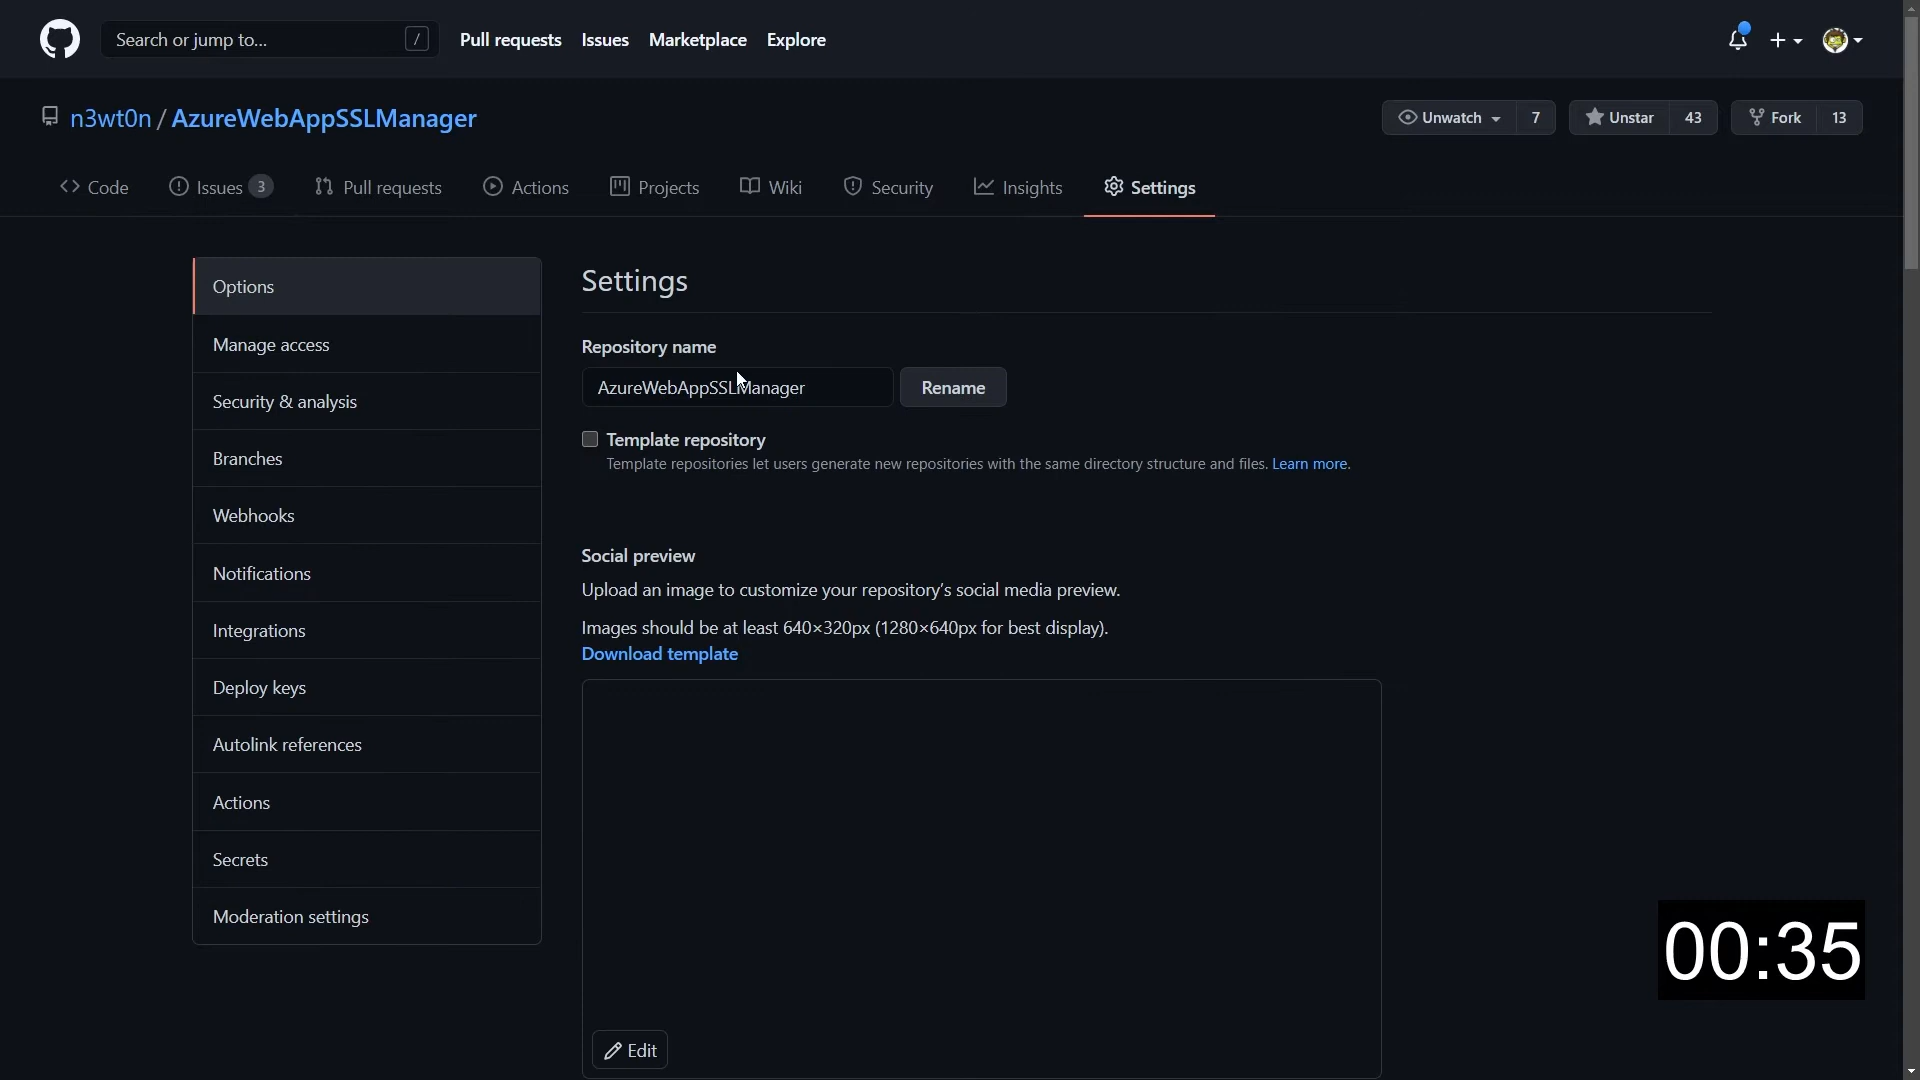 Search or jump to... /
Pull requests Issues Marketplace Explore
n3wt0n / AzureWebAppSSLManager
Unwatch 7 Unstar 43 Fork 13
Code Issues 3 Pull requests Actions Projects Wiki Security Insights Settings
Options
Manage access
Security & analysis
Branches
Webhooks
Notifications
Integrations
Deploy keys
Autolink references
Actions
Secrets
Moderation settings
Settings
Repository name
AzureWebAppSSLManager Rename
Template repository
Template repositories let users generate new repositories with the same directory structure and files. Learn more.
Social preview
Upload an image to customize your repository's social media preview.
Images should be at least 640×320px (1280×640px for best display).
Download template
Edit
00:35